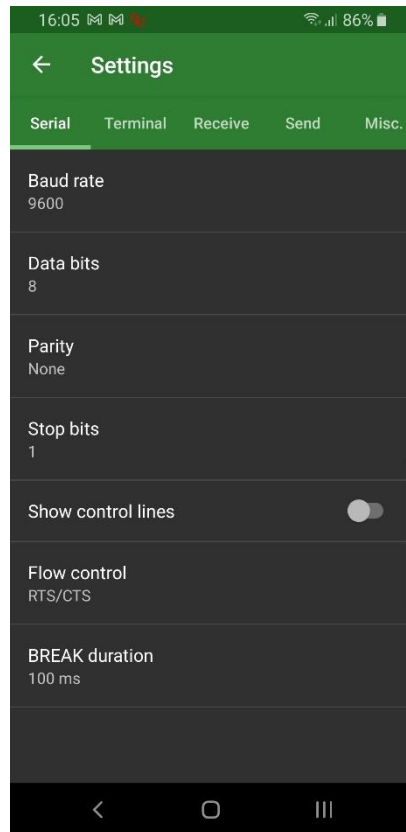 16:05 86%
Settings
Serial Terminal Receive Send Misc.
Baud rate
9600
Data bits
8
Parity
None
Stop bits
1
Show control lines
Flow control
RTS/CTS
BREAK duration
100 ms